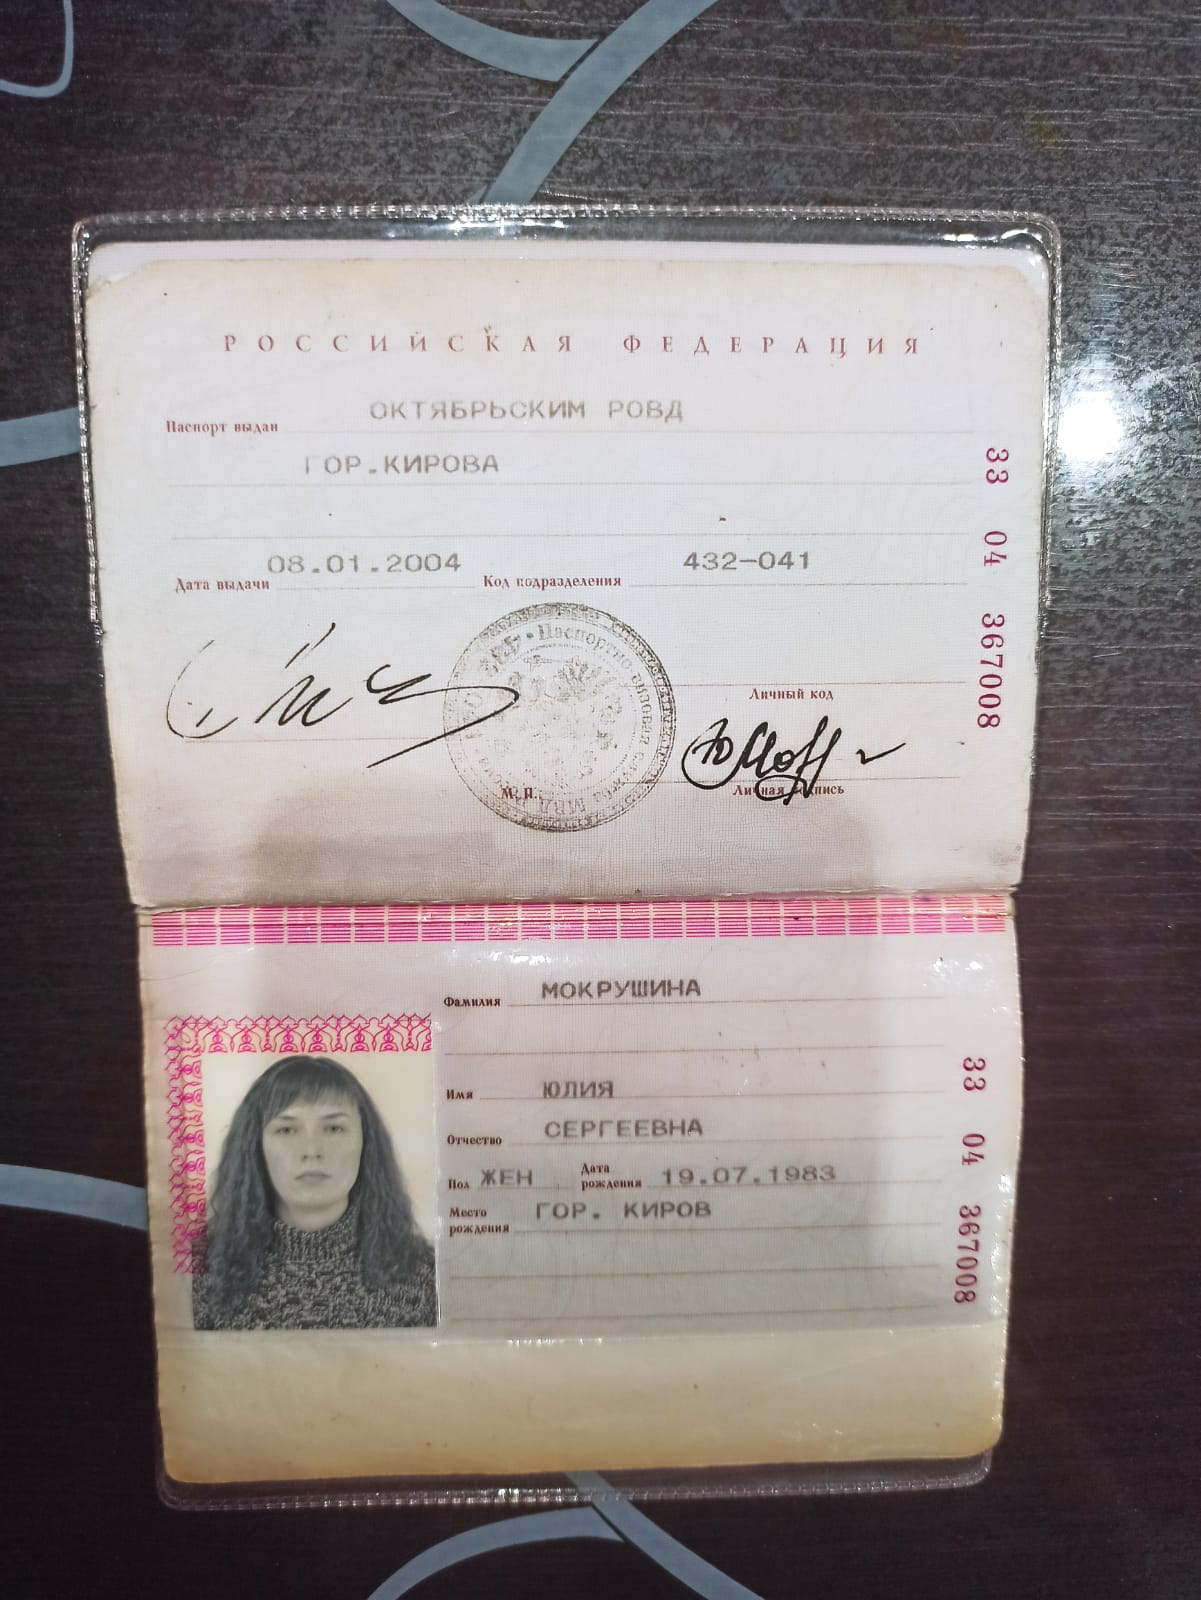 РОССИЙСКАЯ ФЕДЕРАЦИЯ
Паспорт выдан ОКТЯБРЬСКИМ РОВД
ГОР.КИРОВА
Дата выдачи 08.01.2004 Код подразделения 432-041
Личный код
М.П. Личная подпись
33 04 367008
Паспортно-визовая служба
Фамилия МОКРУШИНА
Имя ЮЛИЯ
Отчество СЕРГЕЕВНА
Пол ЖЕН Дата рождения 19.07.1983
Место рождения ГОР. КИРОВ
33 04 367008